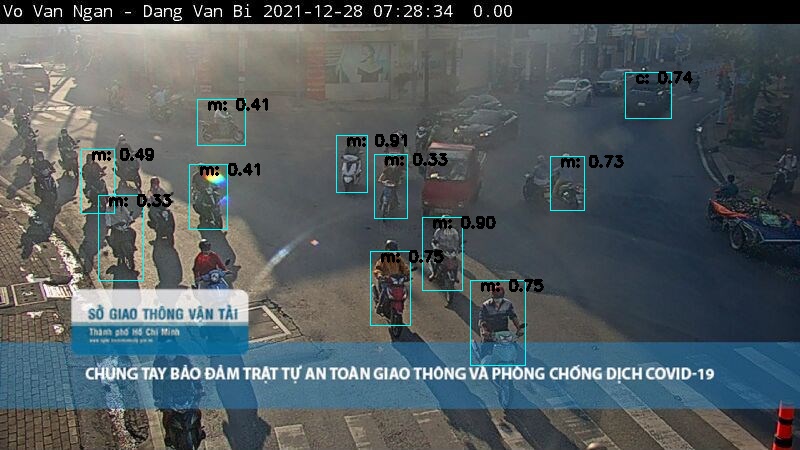 Vo Van Ngan - Dang Van Bi 2021-12-28 07:28:34 0.00
c: 0.74
m: 0.41
m: 0.91
m: 0.49
m: 0.33
m: 0.73
m: 0.41
m: 0.33
m: 0.90
m: 0.75
m: 0.75
SỞ GIAO THÔNG VẬN TẢI
Thành phố Hồ Chí Minh
CHUNG TAY BẢO ĐẢM TRẬT TỰ AN TOÀN GIAO THÔNG VÀ PHÒNG CHỐNG DỊCH COVID-19